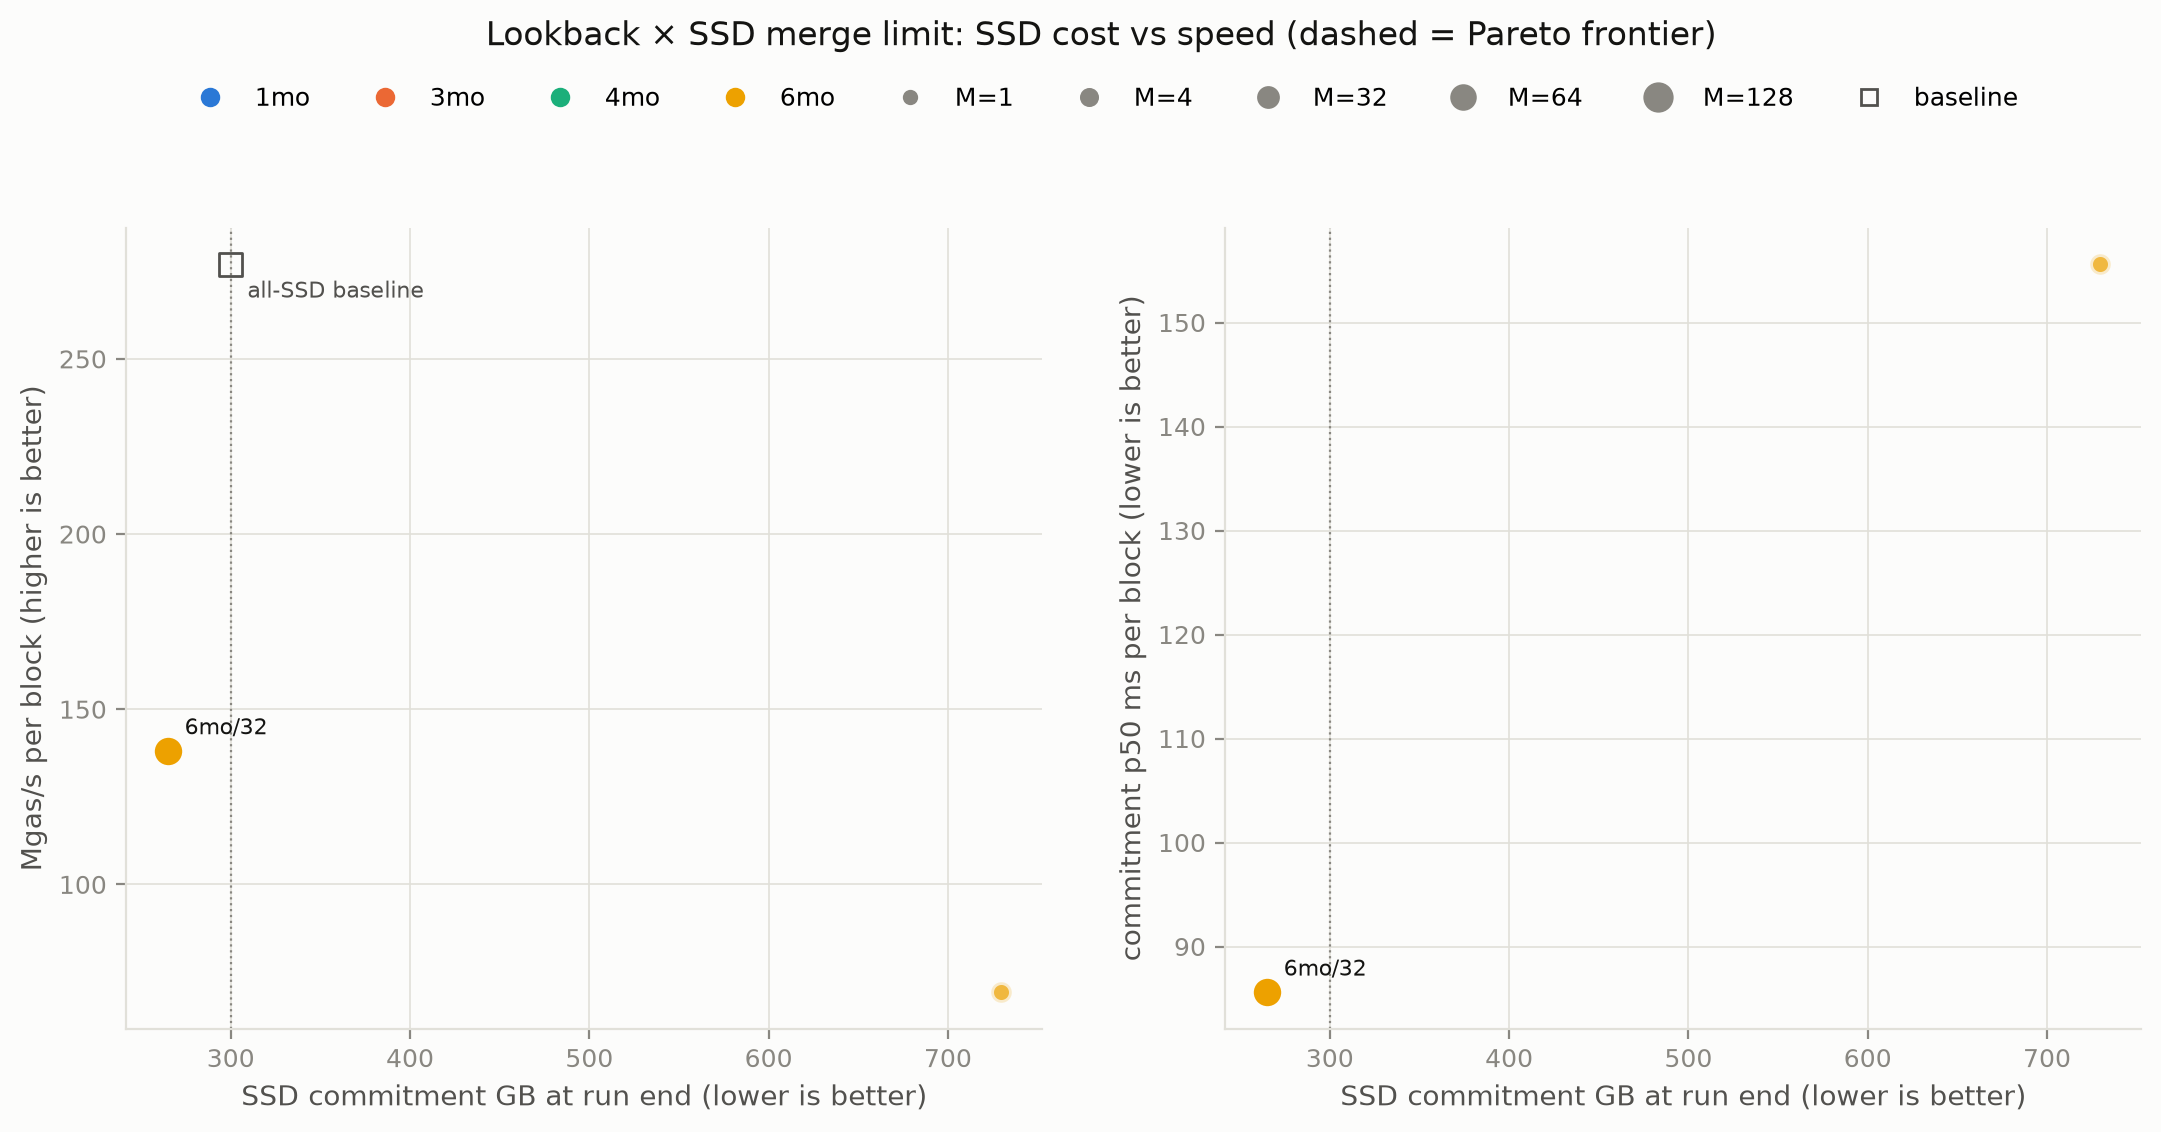 Lookback × SSD merge limit: SSD cost vs speed (dashed = Pareto frontier)
1mo 3mo 4mo 6mo M=1 M=4 M=32 M=64 M=128 baseline
Mgas/s per block (higher is better)
250
200
150
100
all-SSD baseline
6mo/32
300 400 500 600 700
SSD commitment GB at run end (lower is better)
commitment p50 ms per block (lower is better)
150
140
130
120
110
100
90
6mo/32
300 400 500 600 700
SSD commitment GB at run end (lower is better)